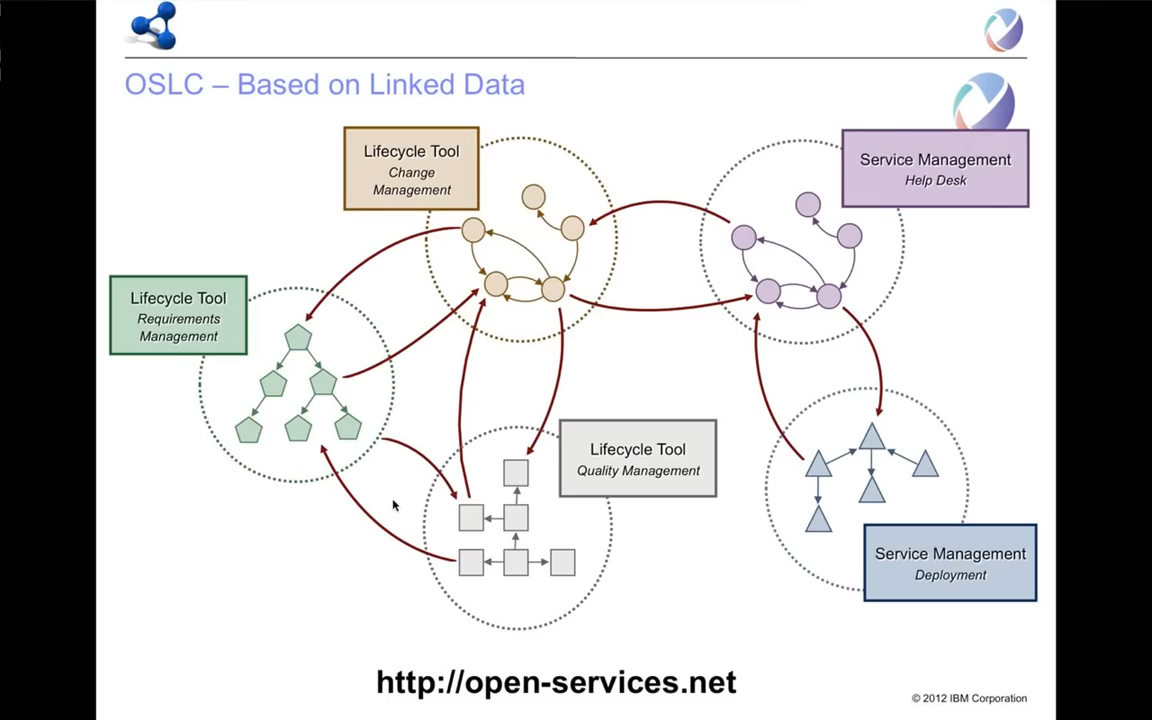 OSLC – Based on Linked Data
Lifecycle Tool
Change
Management
Service Management
Help Desk
Lifecycle Tool
Requirements
Management
Lifecycle Tool
Quality Management
Service Management
Deployment
http://open-services.net
© 2012 IBM Corporation